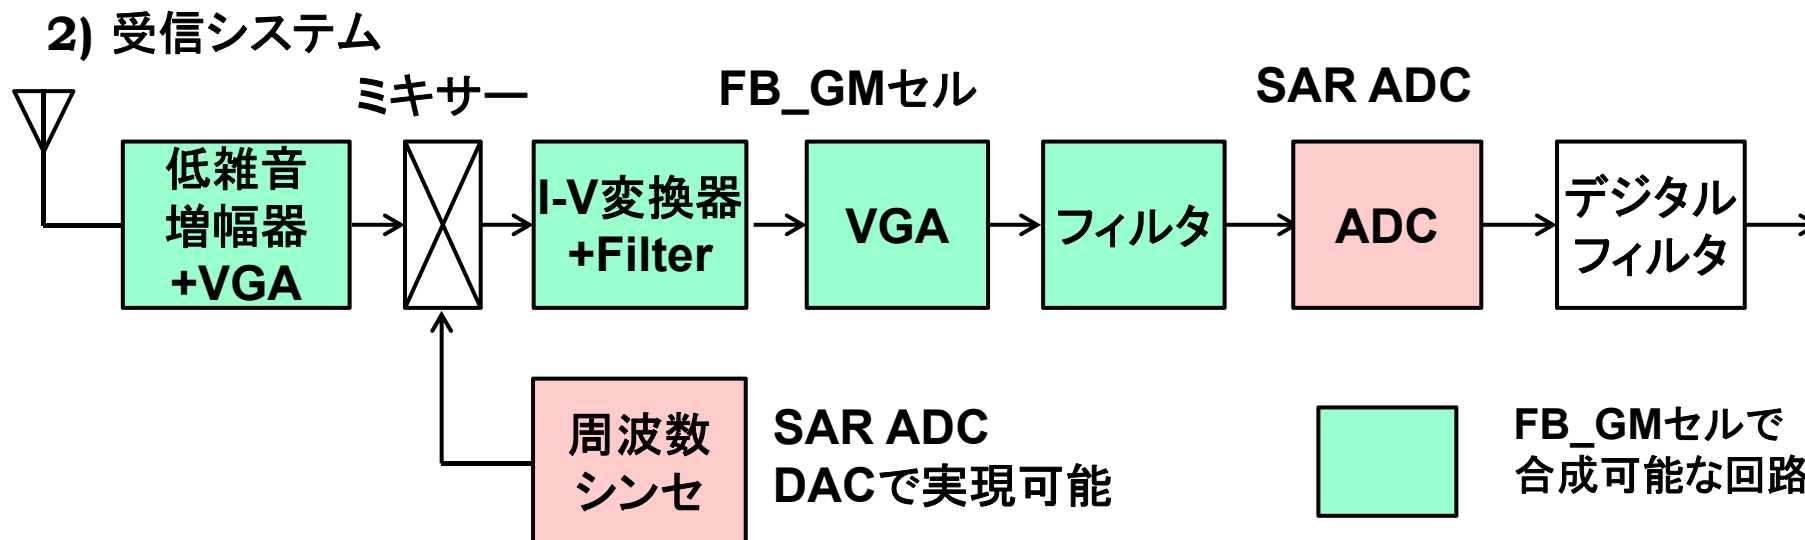 2) 受信システム
ミキサー
FB_GMセル
SAR ADC
低雑音
増幅器
+VGA
I-V変換器
+Filter
VGA
フィルタ
ADC
デジタル
フィルタ
周波数
シンセ
SAR ADC
DACで実現可能
FB_GMセルで
合成可能な回路